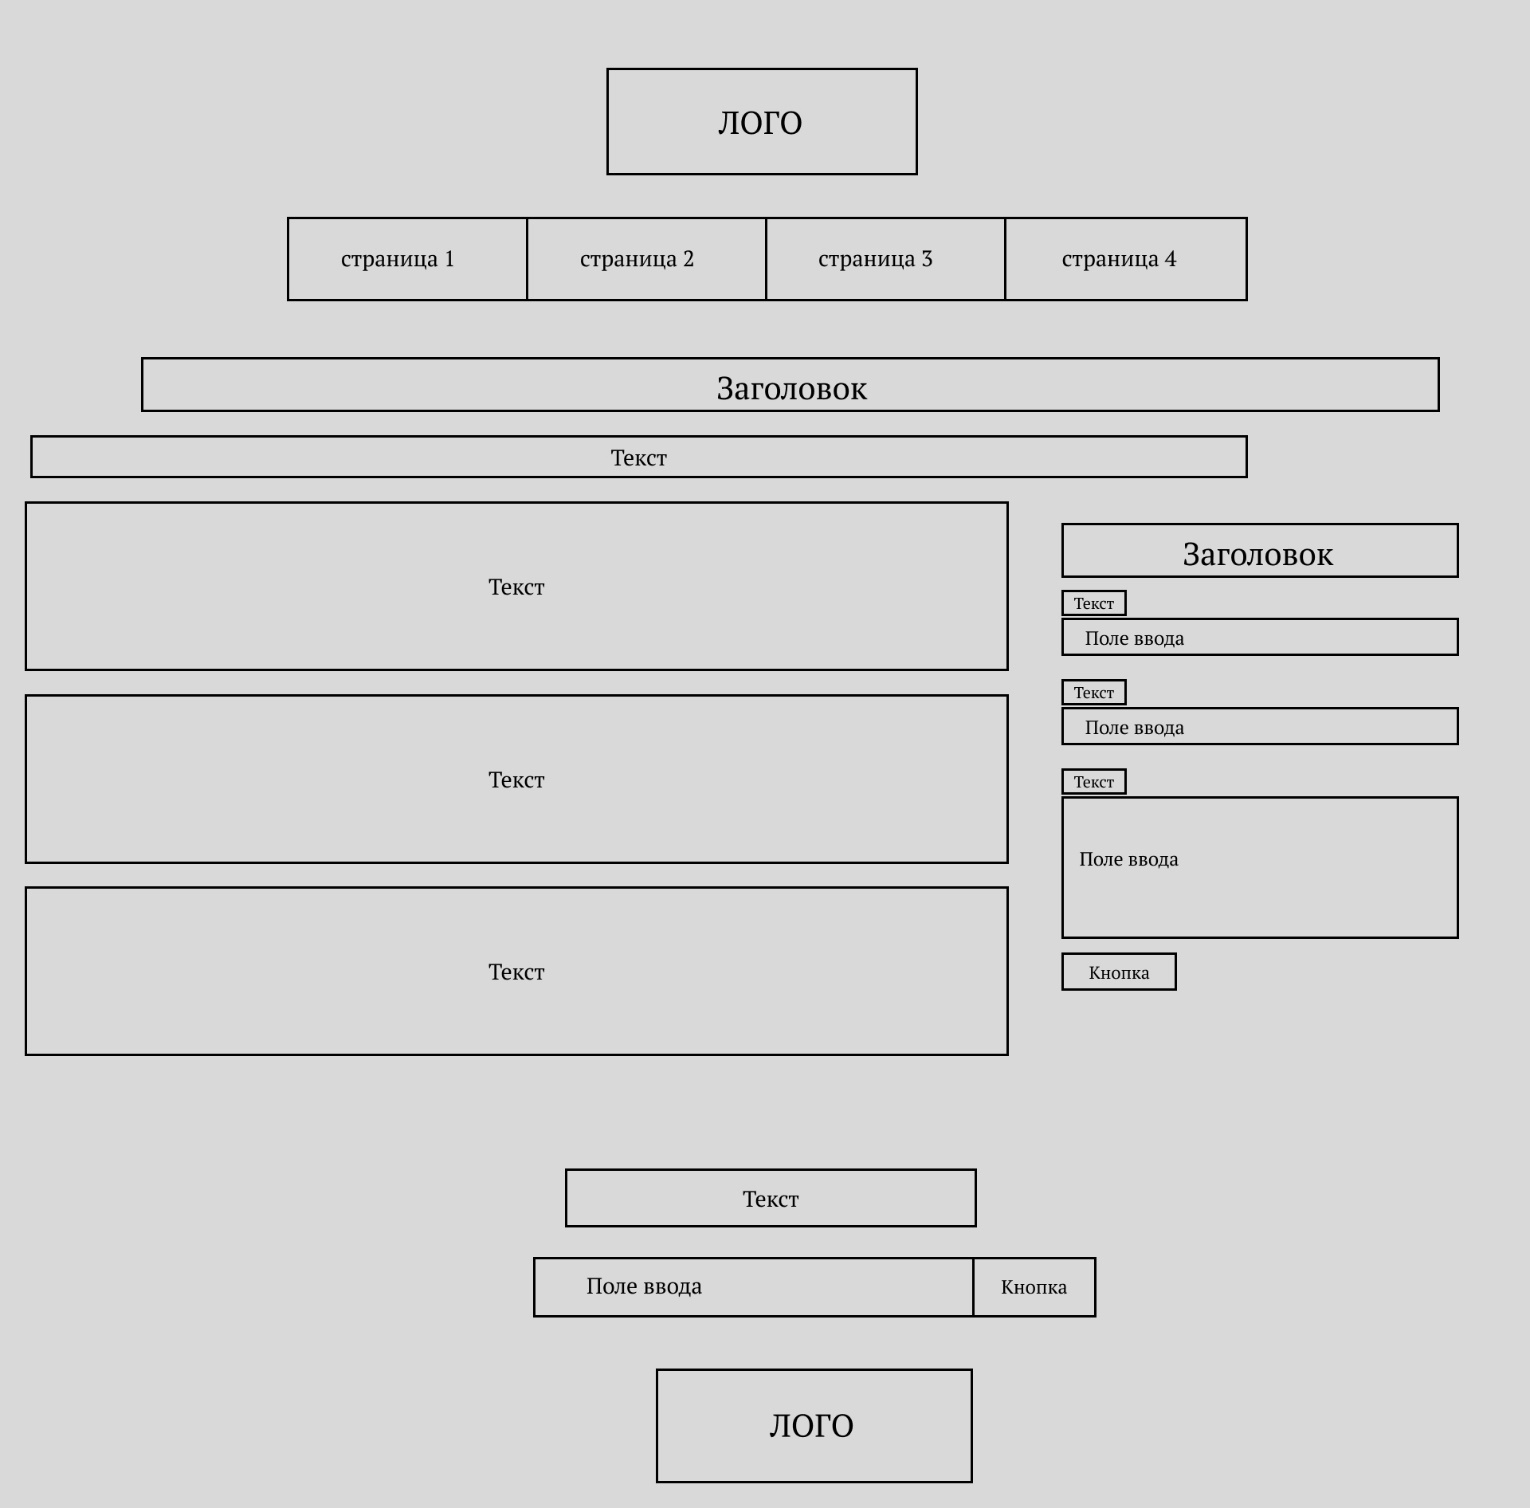 ЛОГО
страница 1
страница 2
страница 3
страница 4
Заголовок
Текст
Текст
Текст
Текст
Заголовок
Текст
Поле ввода
Текст
Поле ввода
Текст
Поле ввода
Кнопка
Текст
Поле ввода
Кнопка
ЛОГО